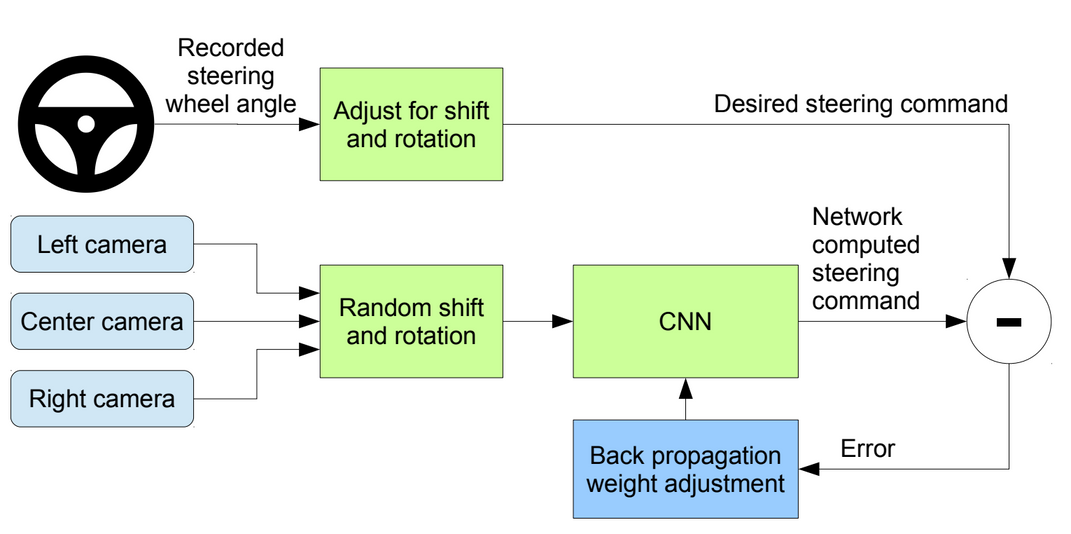 Recorded
steering
wheel angle
Adjust for shift
and rotation
Desired steering command
Left camera
Center camera
Right camera
Random shift
and rotation
CNN
Network
computed
steering
command
-
Back propagation
weight adjustment
Error